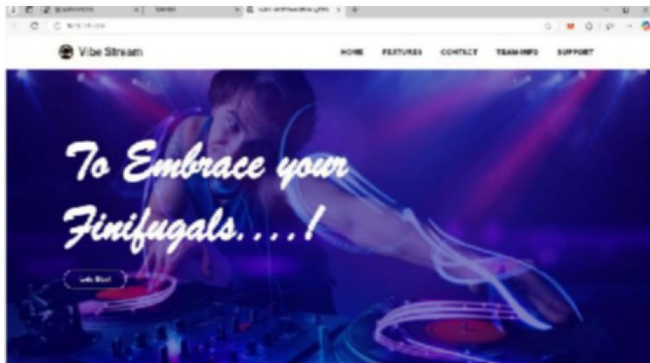 Vibe Stream
HOME FEATURES CONTACT TEAM-INFO SUPPORT
To Embrace your
Finifugals....!